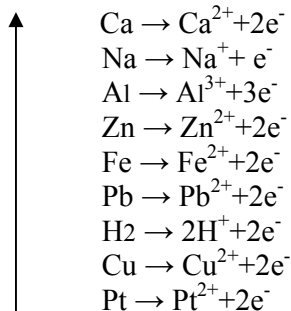 Ca → Ca²⁺+2e⁻
Na → Na⁺+ e⁻
Al → Al³⁺+3e⁻
Zn → Zn²⁺+2e⁻
Fe → Fe²⁺+2e⁻
Pb → Pb²⁺+2e⁻
H2 → 2H⁺+2e⁻
Cu → Cu²⁺+2e⁻
Pt → Pt²⁺+2e⁻